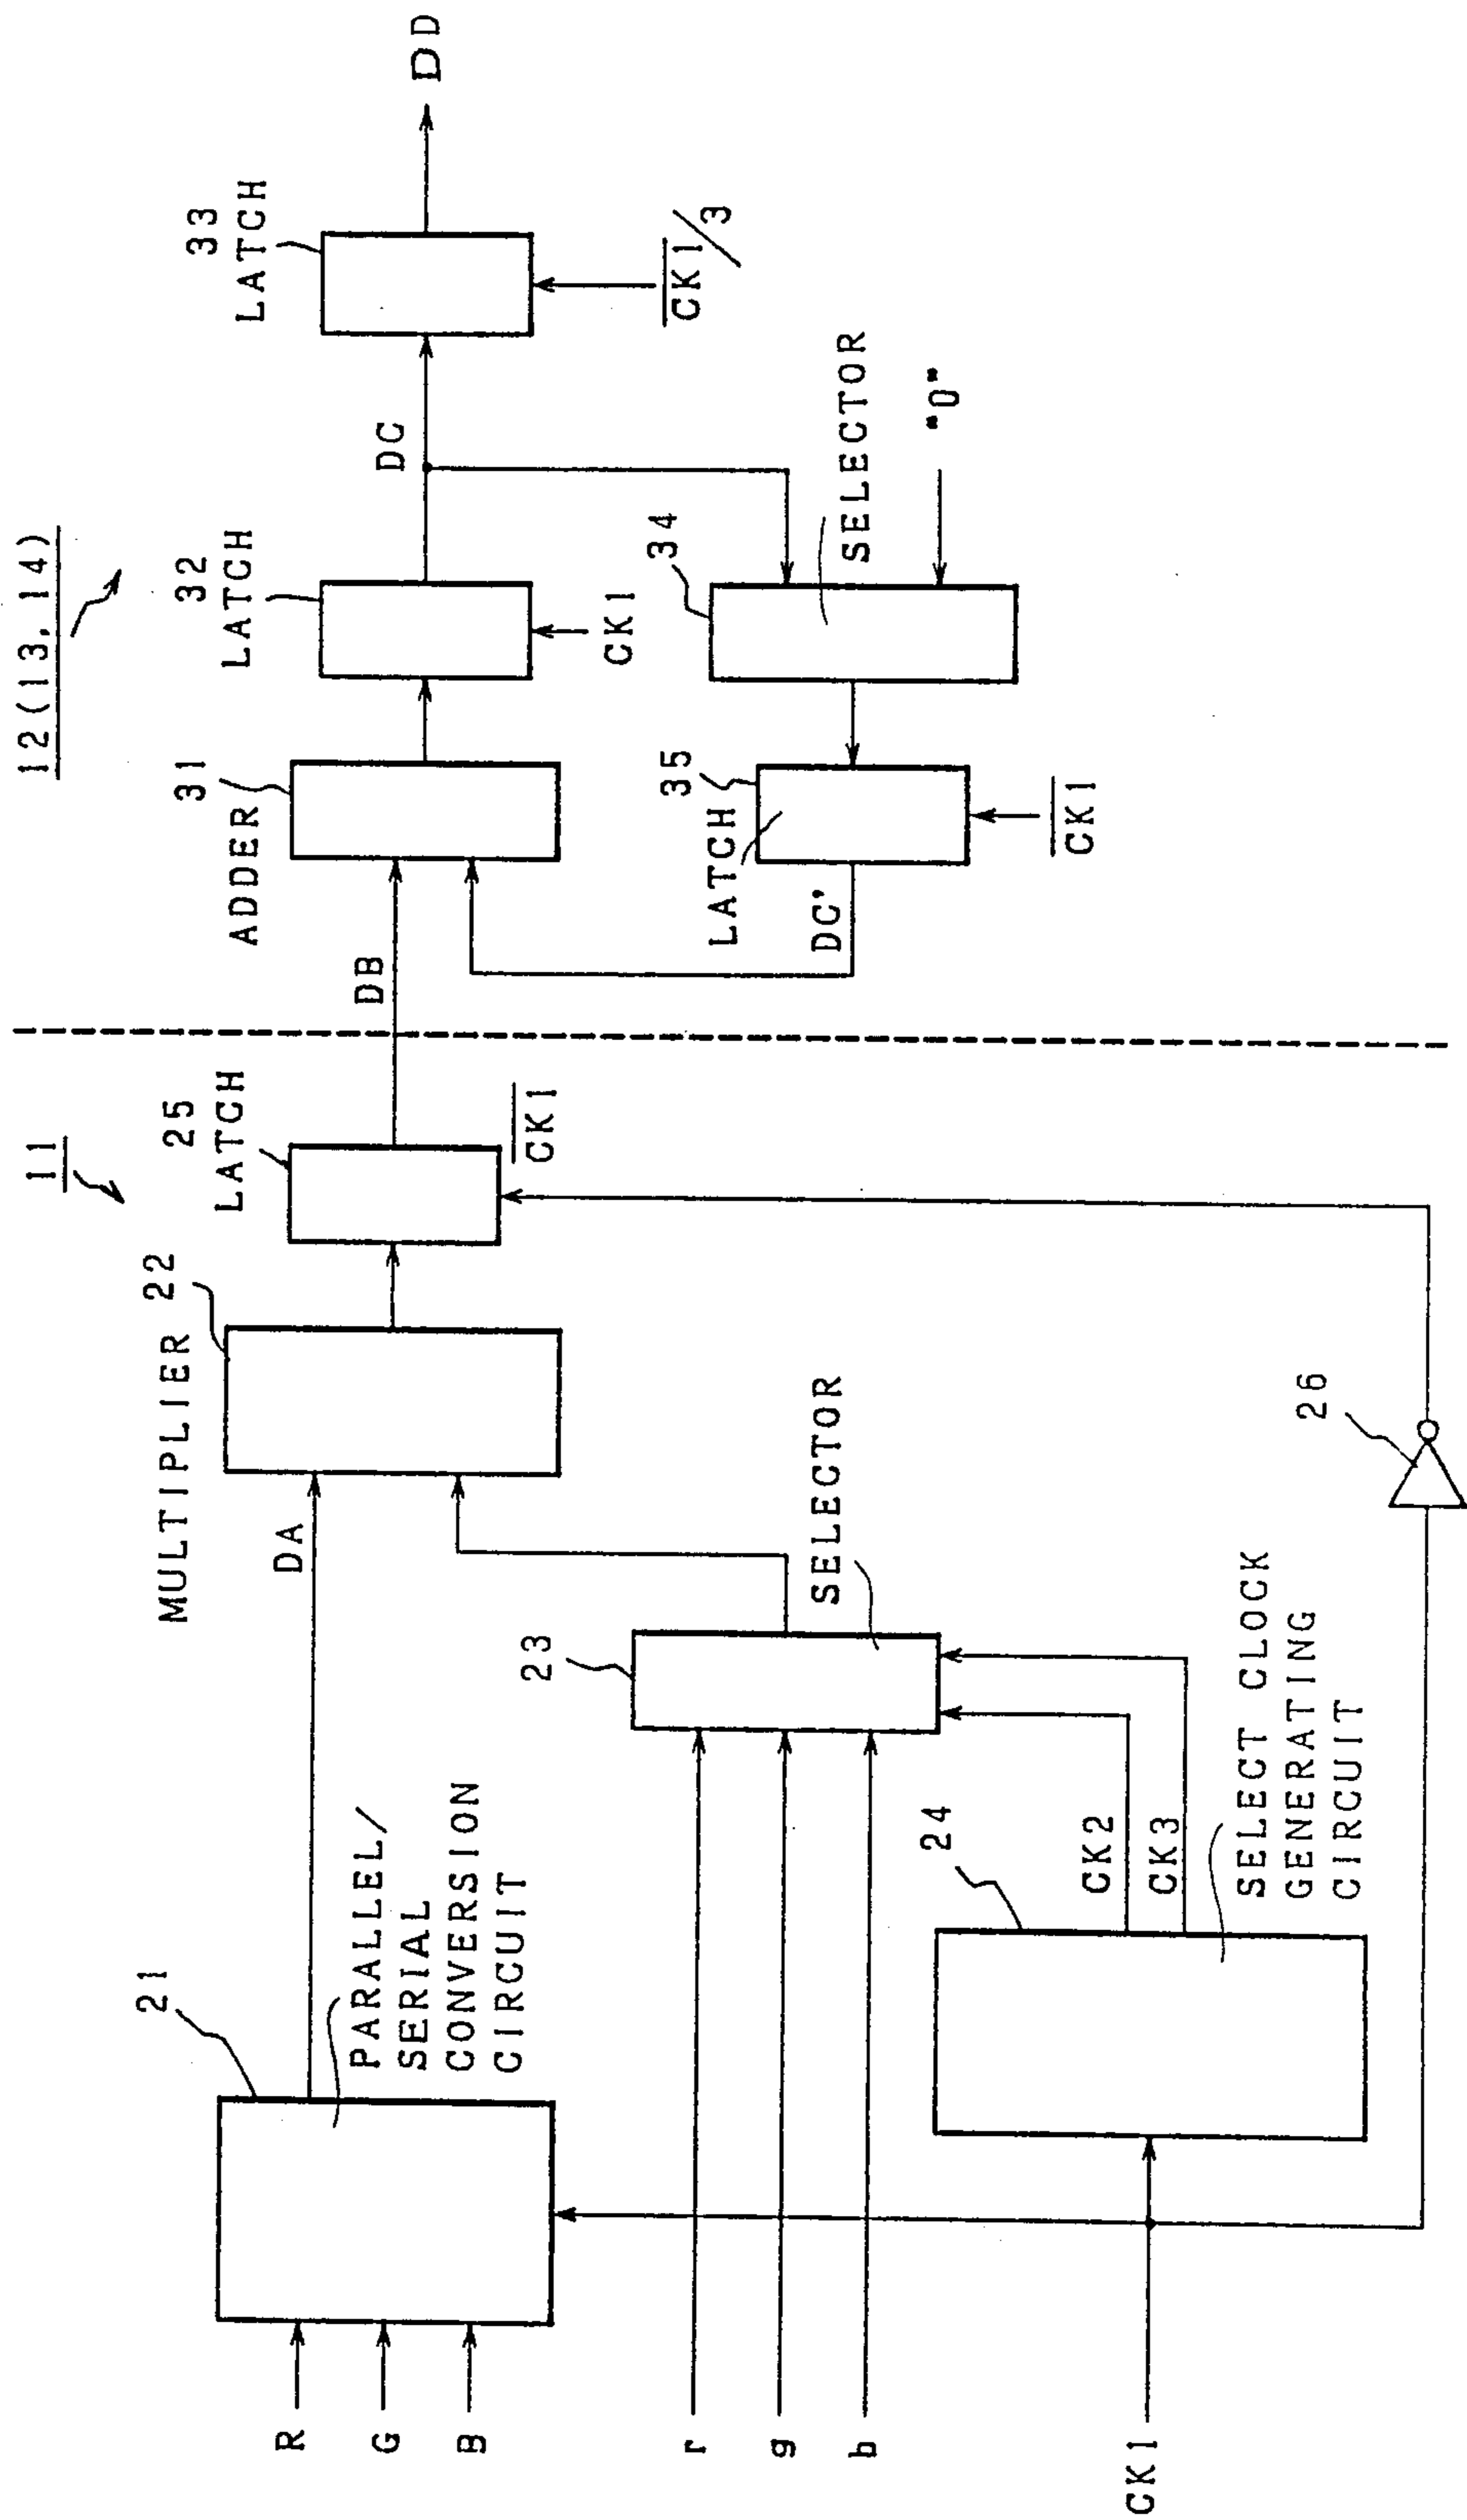 11
12(13,14)
21
PARALLEL/
SERIAL
CONVERSION
CIRCUIT
R
G
B
DA
MULTIPLIER 22
25
LATCH
CK1
DB
31
ADDER
32
LATCH
CK1
DC
33
LATCH
CK1/3
DD
r
g
b
23
SELECTOR
35
LATCH
DC'
CK1
34
SELECTOR
"0"
24
CK2
CK3
SELECT CLOCK
GENERATING
CIRCUIT
CK1
26